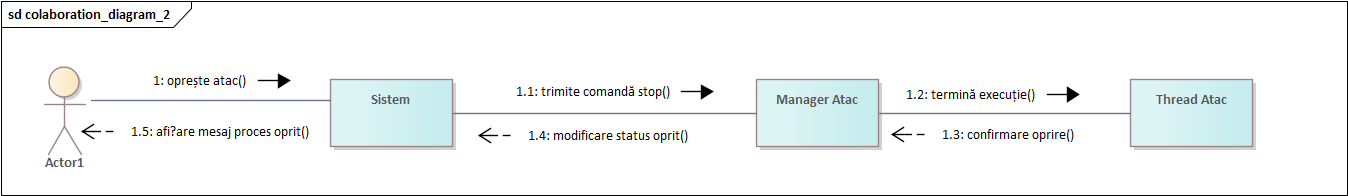 sd colaboration_diagram_2
1: oprește atac()
1.1: trimite comandă stop()
1.2: termină execuție()
Sistem
Manager Atac
Thread Atac
1.5: afi?are mesaj proces oprit()
1.4: modificare status oprit()
1.3: confirmare oprire()
Actor1